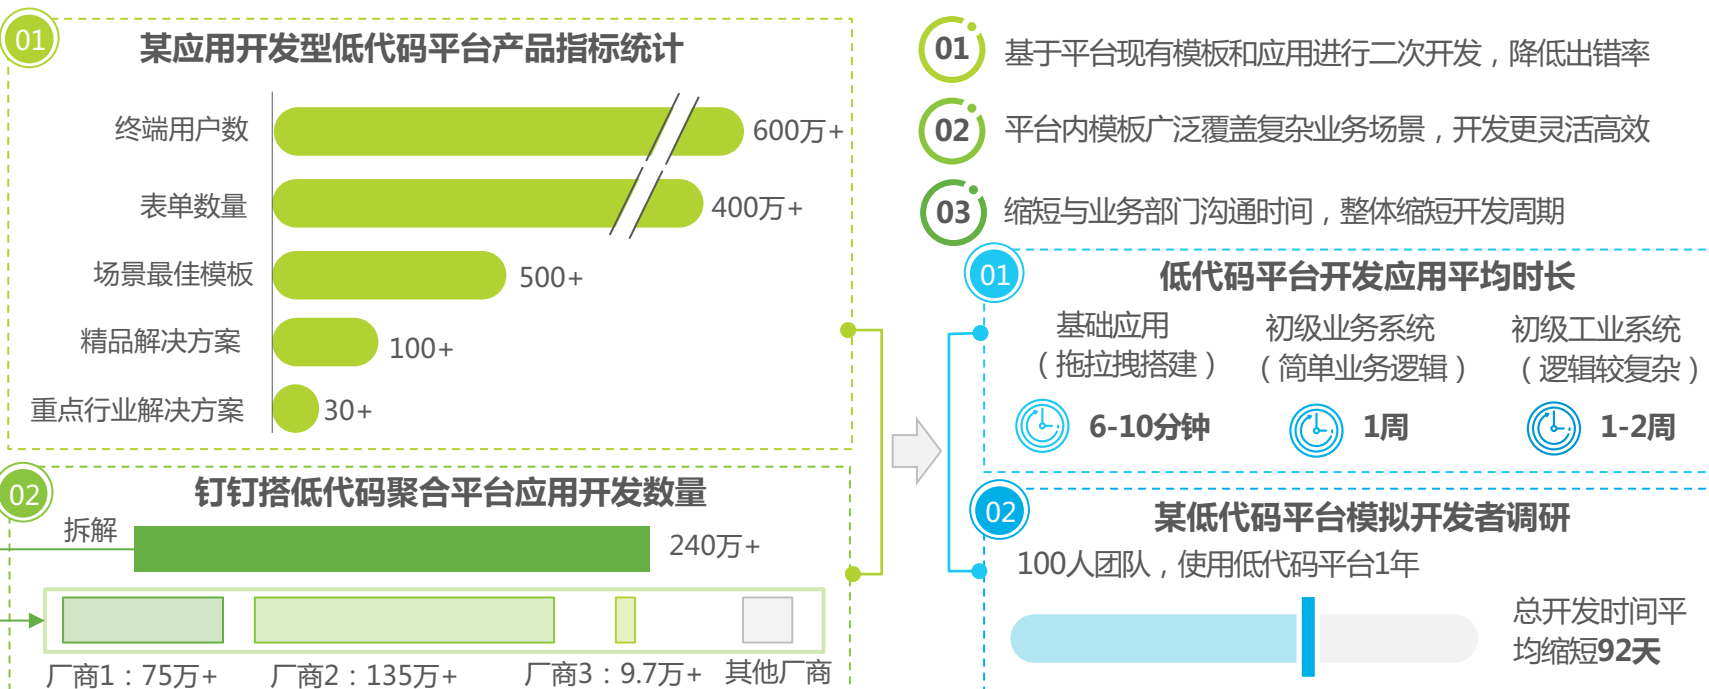 01
某应用开发型低代码平台产品指标统计
终端用户数
600万+
表单数量
400万+
场景最佳模板
500+
精品解决方案
100+
重点行业解决方案
30+
02
钉钉搭低代码聚合平台应用开发数量
拆解
240万+
厂商1：75万+
厂商2：135万+
厂商3：9.7万+
其他厂商
01
基于平台现有模板和应用进行二次开发，降低出错率
02
平台内模板广泛覆盖复杂业务场景，开发更灵活高效
03
缩短与业务部门沟通时间，整体缩短开发周期
01
低代码平台开发应用平均时长
基础应用
（拖拉拽搭建）
6-10分钟
初级业务系统
（简单业务逻辑）
1周
初级工业系统
（逻辑较复杂）
1-2周
02
某低代码平台模拟开发者调研
100人团队，使用低代码平台1年
总开发时间平
均缩短92天